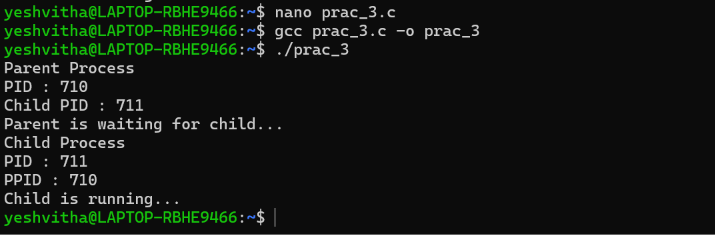 yeshvitha@LAPTOP-RBHE9466:~$ nano prac_3.c
yeshvitha@LAPTOP-RBHE9466:~$ gcc prac_3.c -o prac_3
yeshvitha@LAPTOP-RBHE9466:~$ ./prac_3
Parent Process
PID : 710
Child PID : 711
Parent is waiting for child...
Child Process
PID : 711
PPID : 710
Child is running...
yeshvitha@LAPTOP-RBHE9466:~$